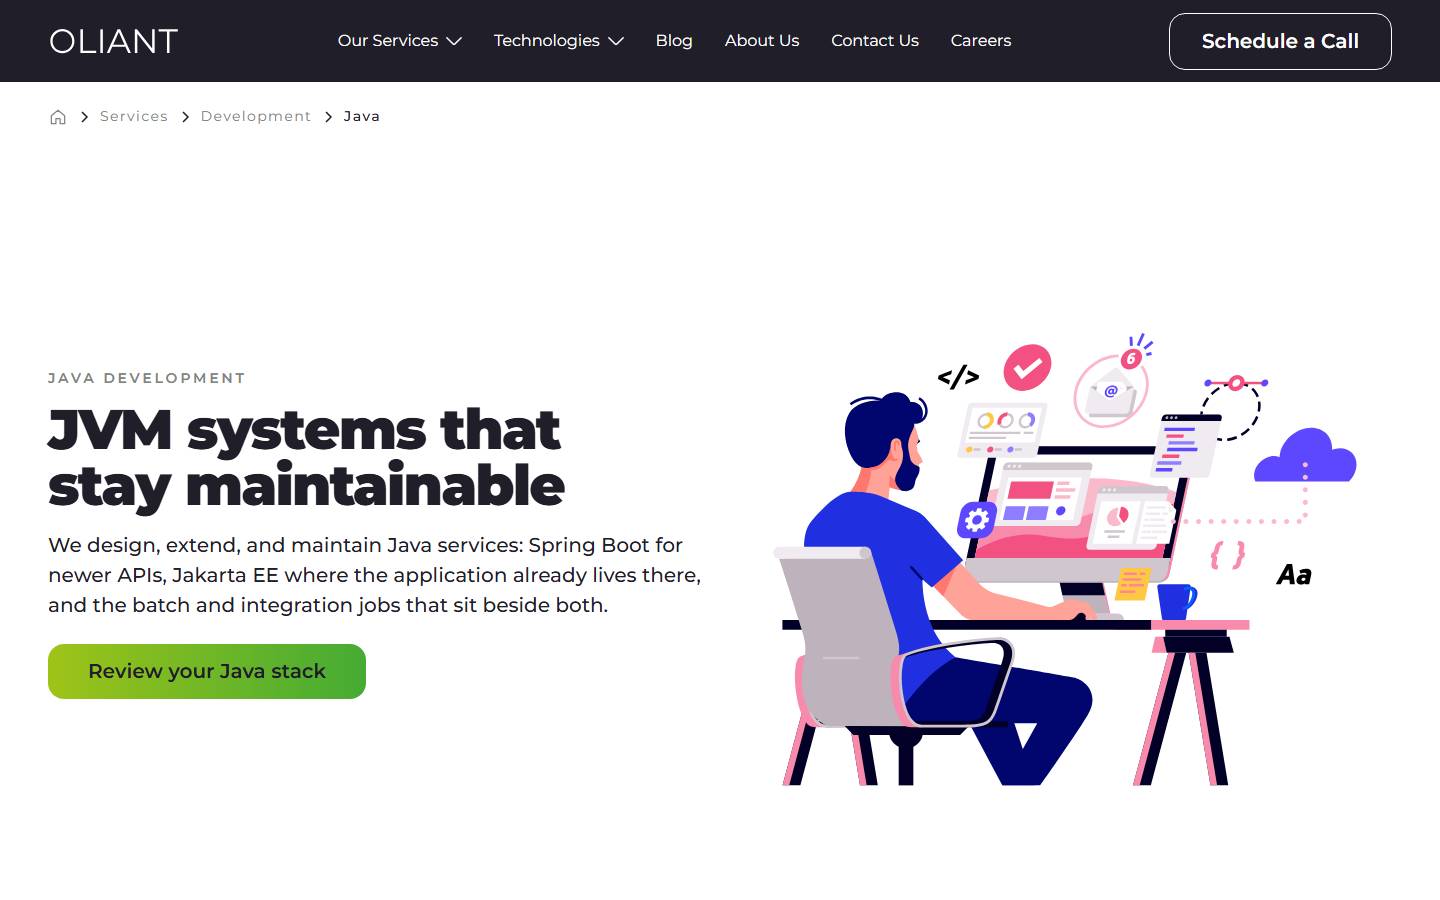 OLIANT
Our Services
Technologies
Blog
About Us
Contact Us
Careers
Schedule a Call
Services
Development
Java
JAVA DEVELOPMENT
JVM systems that
stay maintainable
We design, extend, and maintain Java services: Spring Boot for
newer APIs, Jakarta EE where the application already lives there,
and the batch and integration jobs that sit beside both.
Review your Java stack
</>
6
@
{ }
Aa